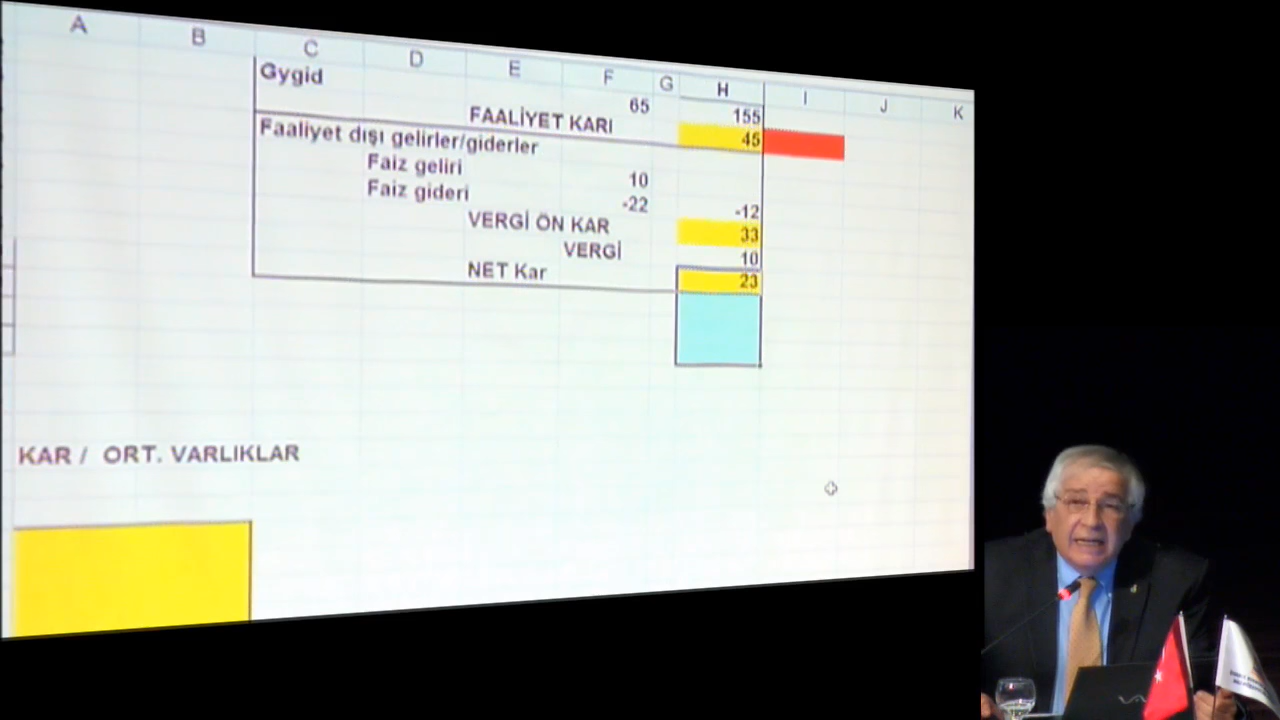 A B C D E F G H I J K
Gygid 65 155
FAALİYET KARI 45
Faaliyet dışı gelirler/giderler
Faiz geliri 10
Faiz gideri -22 -12
VERGİ ÖN KAR 33
VERGİ 10
NET Kar 23
KAR / ORT. VARLIKLAR